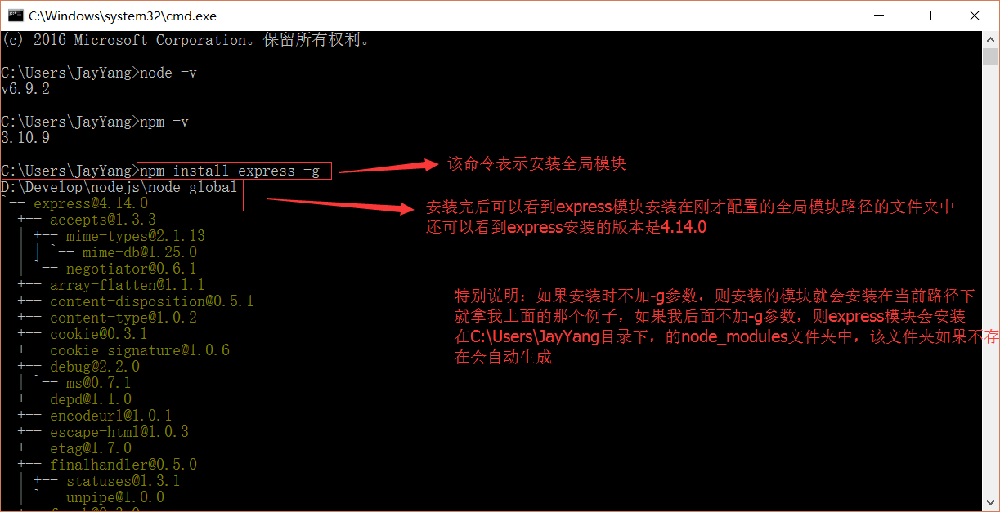 C:\Windows\system32\cmd.exe
(c) 2016 Microsoft Corporation。保留所有权利。
C:\Users\JayYang>node -v
v6.9.2
C:\Users\JayYang>npm -v
3.10.9
C:\Users\JayYang>npm install express -g
该命令表示安装全局模块
D:\Develop\nodejs\node_global
`-- express@4.14.0
安装完后可以看到express模块安装在刚才配置的全局模块路径的文件夹中
还可以看到express安装的版本是4.14.0
+-- accepts@1.3.3
| +-- mime-types@2.1.13
| | `-- mime-db@1.25.0
| `-- negotiator@0.6.1
+-- array-flatten@1.1.1
+-- content-disposition@0.5.1
+-- content-type@1.0.2
+-- cookie@0.3.1
+-- cookie-signature@1.0.6
+-- debug@2.2.0
| `-- ms@0.7.1
特别说明：如果安装时不加-g参数，则安装的模块就会安装在当前路径下
就拿我上面的那个例子，如果我后面不加-g参数，则express模块会安装
在C:\Users\JayYang目录下，的node_modules文件夹中，该文件夹如果不存
在会自动生成
+-- depd@1.1.0
+-- encodeurl@1.0.1
+-- escape-html@1.0.3
+-- etag@1.7.0
+-- finalhandler@0.5.0
| +-- statuses@1.3.1
| `-- unpipe@1.0.0